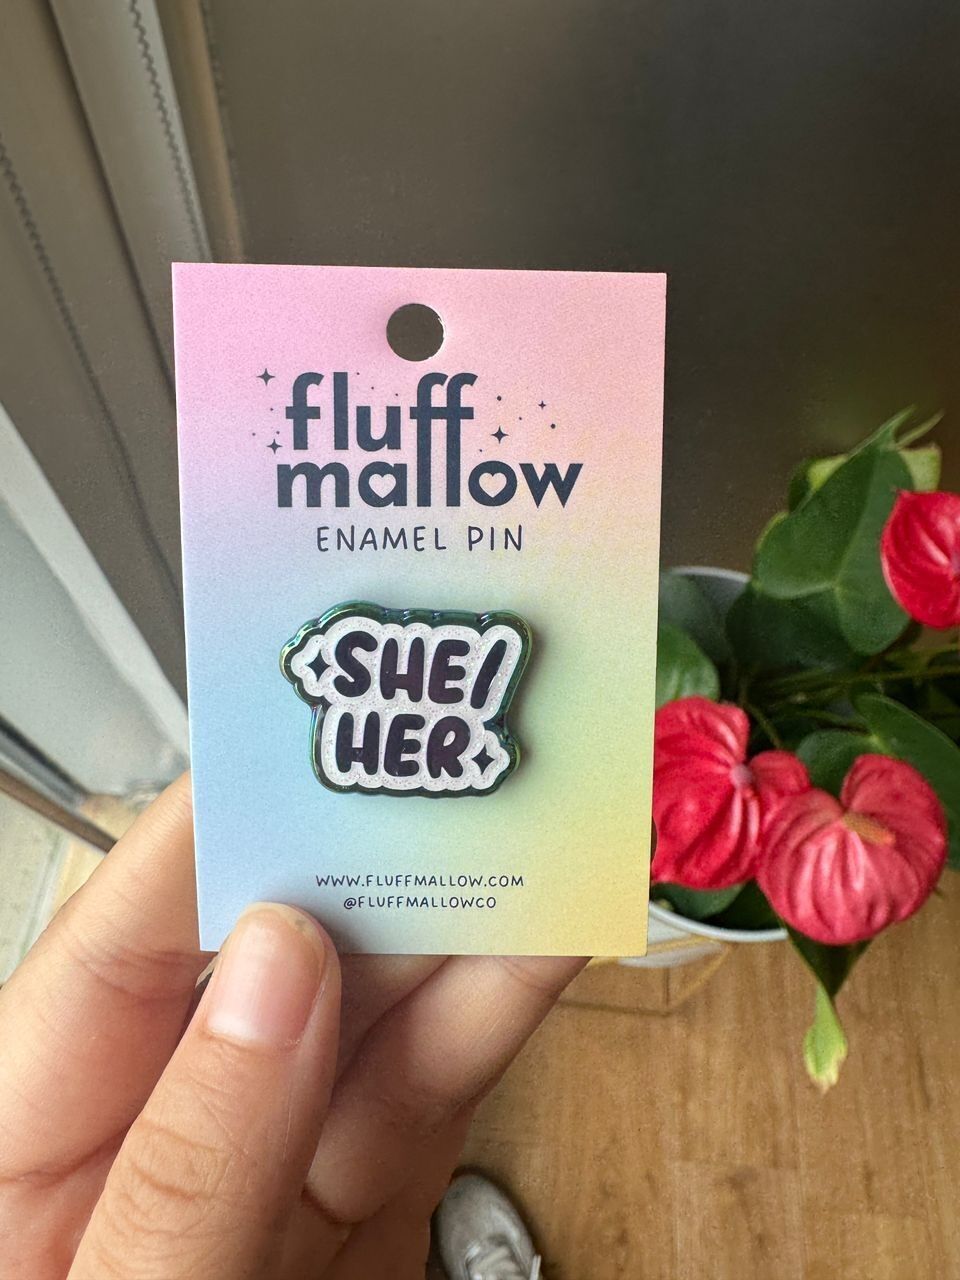 fluff
mallow
ENAMEL PIN
SHE/
HER
WWW.FLUFFMALLOW.COM
@FLUFFMALLOWCO